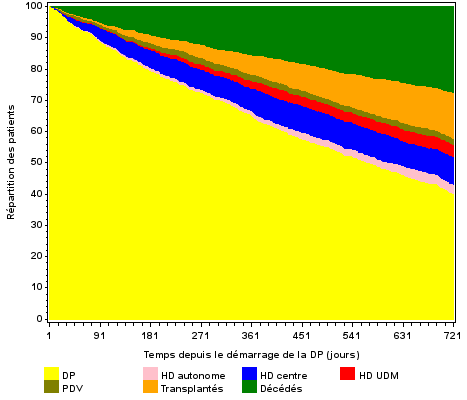 100
90
80
70
60
50
40
30
20
10
0
Répartition des patients
1 91 181 271 361 451 541 631 721
Temps depuis le démarrage de la DP (jours)
DP HD autonome HD centre HD UDM
PDV Transplantés Décédés